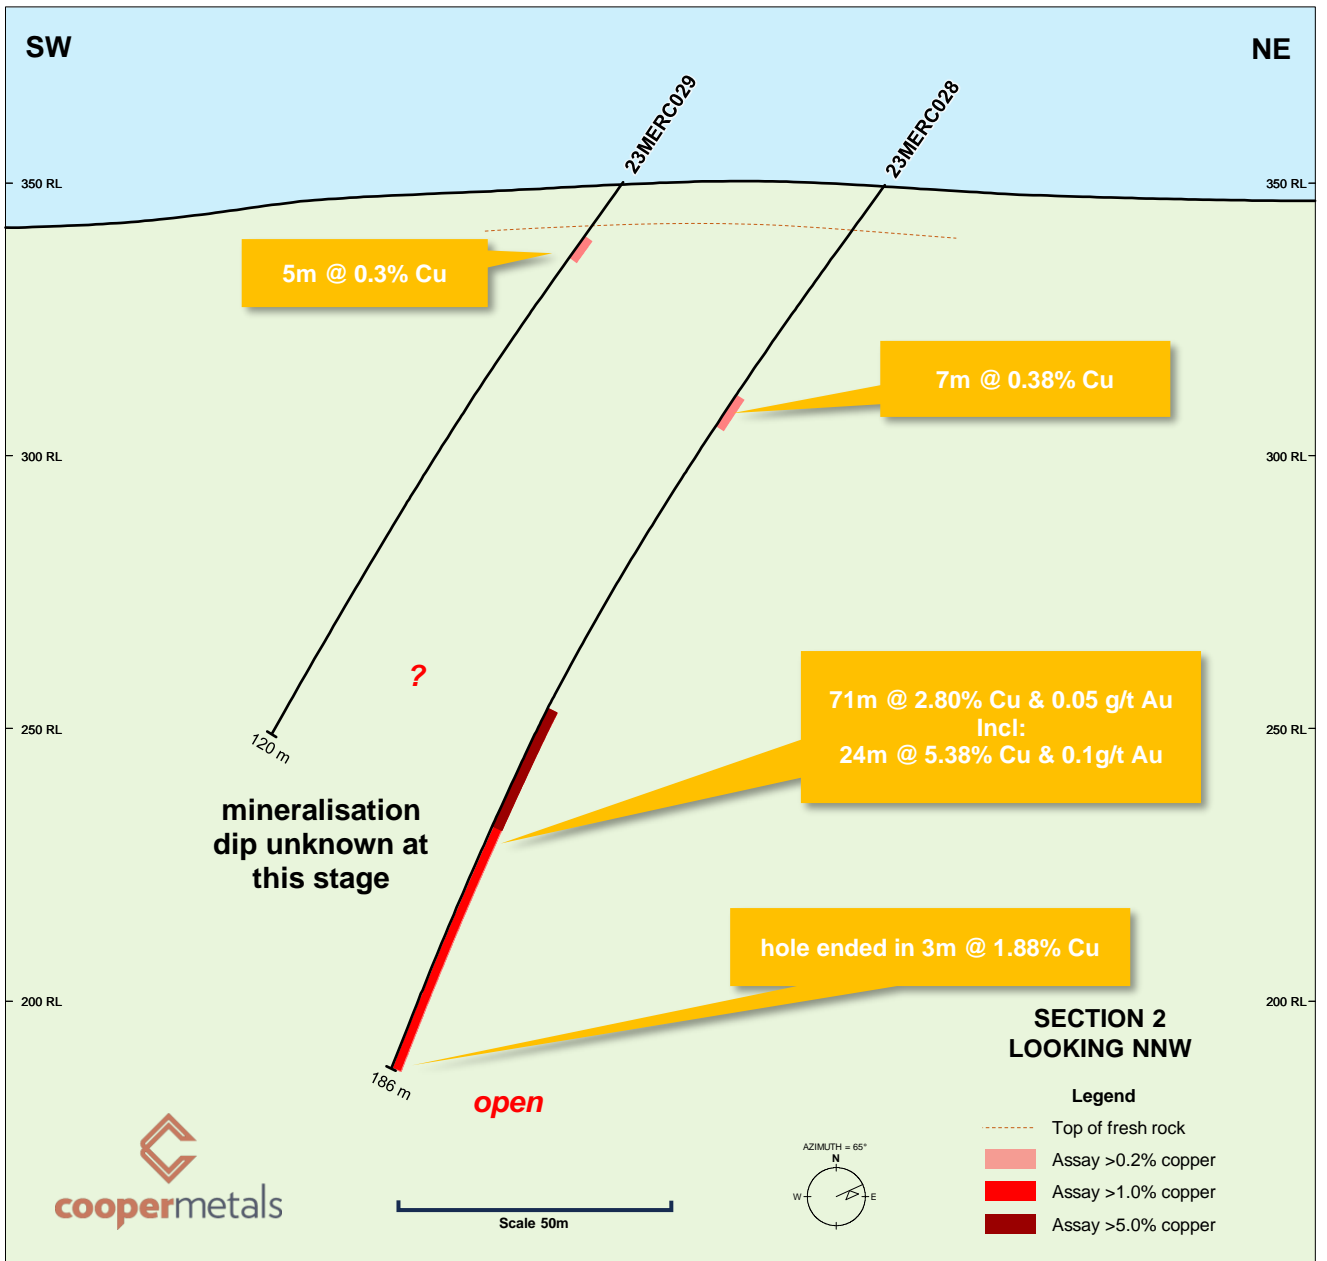 SW
NE
23MERC029
23MERC028
350 RL
350 RL
5m @ 0.3% Cu
7m @ 0.38% Cu
300 RL
300 RL
?
71m @ 2.80% Cu & 0.05 g/t Au
Incl:
24m @ 5.38% Cu & 0.1g/t Au
250 RL
250 RL
120 m
mineralisation
dip unknown at
this stage
hole ended in 3m @ 1.88% Cu
200 RL
200 RL
SECTION 2
LOOKING NNW
186 m
open
Legend
Top of fresh rock
Assay >0.2% copper
Assay >1.0% copper
Assay >5.0% copper
coopermetals
Scale 50m
AZIMUTH = 65°
N
W
E